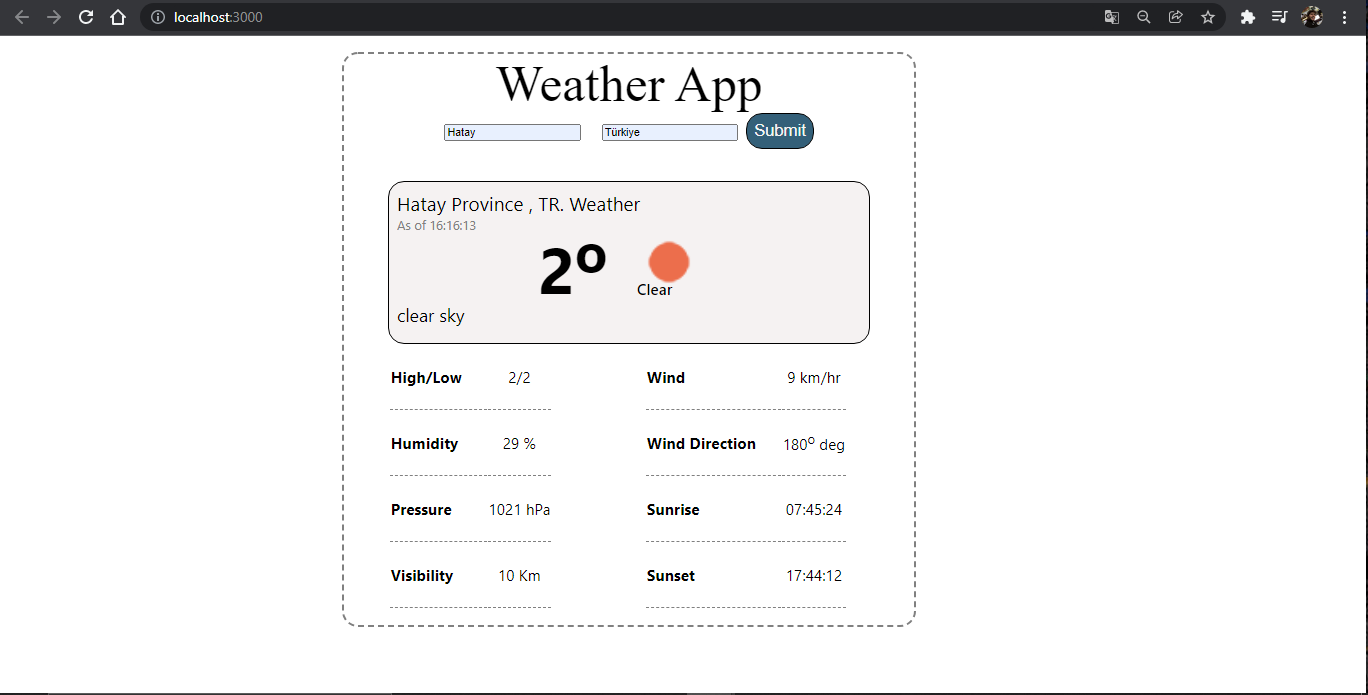 localhost:3000
Weather App
Hatay Türkiye Submit
Hatay Province , TR. Weather
As of 16:16:13
2º
Clear
clear sky
High/Low 2/2 Wind 9 km/hr
Humidity 29 % Wind Direction 180º deg
Pressure 1021 hPa Sunrise 07:45:24
Visibility 10 Km Sunset 17:44:12